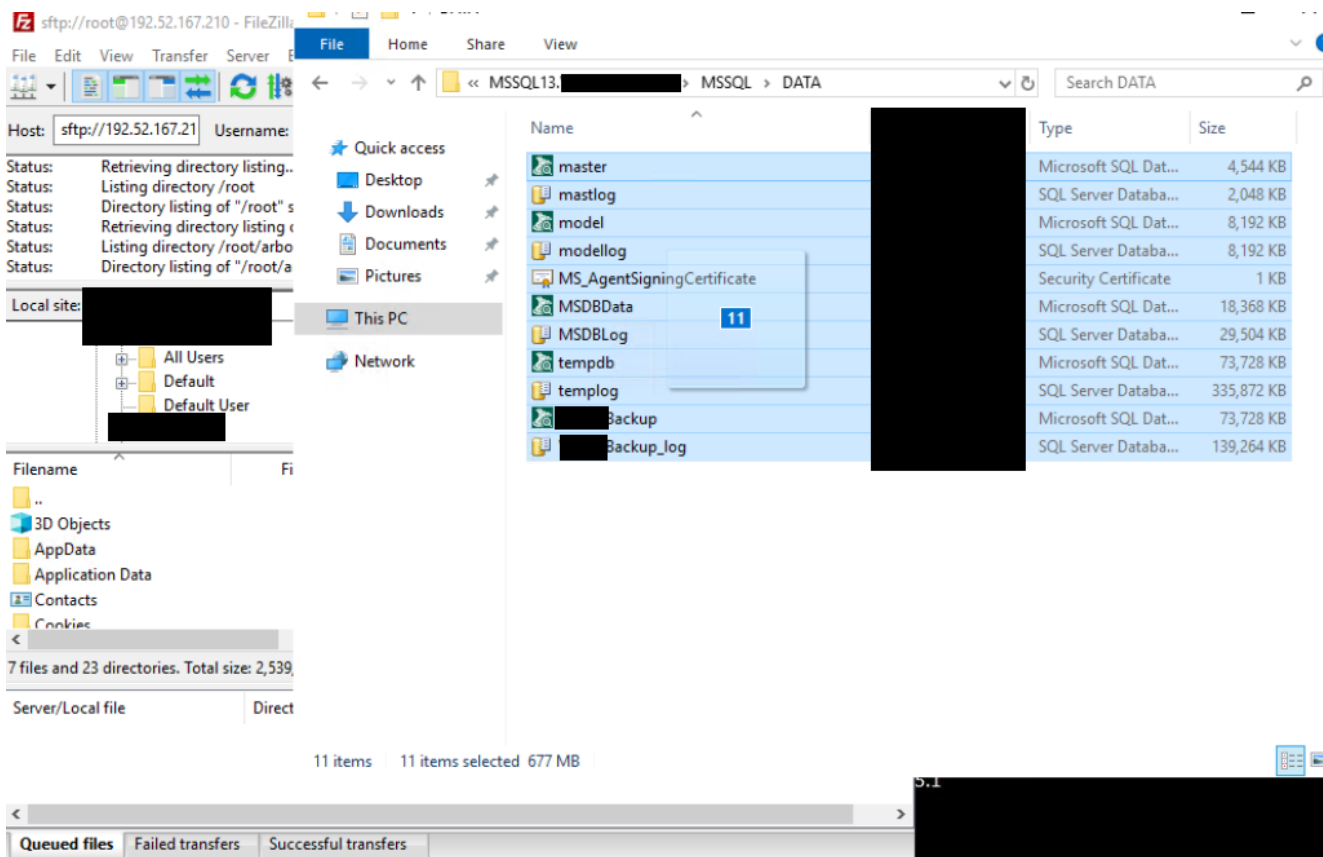 sftp://root@192.52.167.210 - FileZilla
File Edit View Transfer Server E
Host: sftp://192.52.167.21 Username:
Status: Retrieving directory listing..
Status: Listing directory /root
Status: Directory listing of "/root" s
Status: Retrieving directory listing
Status: Listing directory /root/arbo
Status: Directory listing of "/root/a
Local site:
All Users
Default
Default User
Filename Fi
..
3D Objects
AppData
Application Data
Contacts
Cookies
7 files and 23 directories. Total size: 2,539,
Server/Local file Direct
Queued files Failed transfers Successful transfers
File Home Share View
« MSSQL13. > MSSQL > DATA
Search DATA
Quick access
Desktop
Downloads
Documents
Pictures
This PC
Network
Name Type Size
master Microsoft SQL Dat... 4,544 KB
mastlog SQL Server Databa... 2,048 KB
model Microsoft SQL Dat... 8,192 KB
modellog SQL Server Databa... 8,192 KB
MS_AgentSigningCertificate Security Certificate 1 KB
MSDBData Microsoft SQL Dat... 18,368 KB
MSDBLog SQL Server Databa... 29,504 KB
tempdb Microsoft SQL Dat... 73,728 KB
templog SQL Server Databa... 335,872 KB
Backup Microsoft SQL Dat... 73,728 KB
Backup_log SQL Server Databa... 139,264 KB
11
11 items 11 items selected 677 MB
5.1